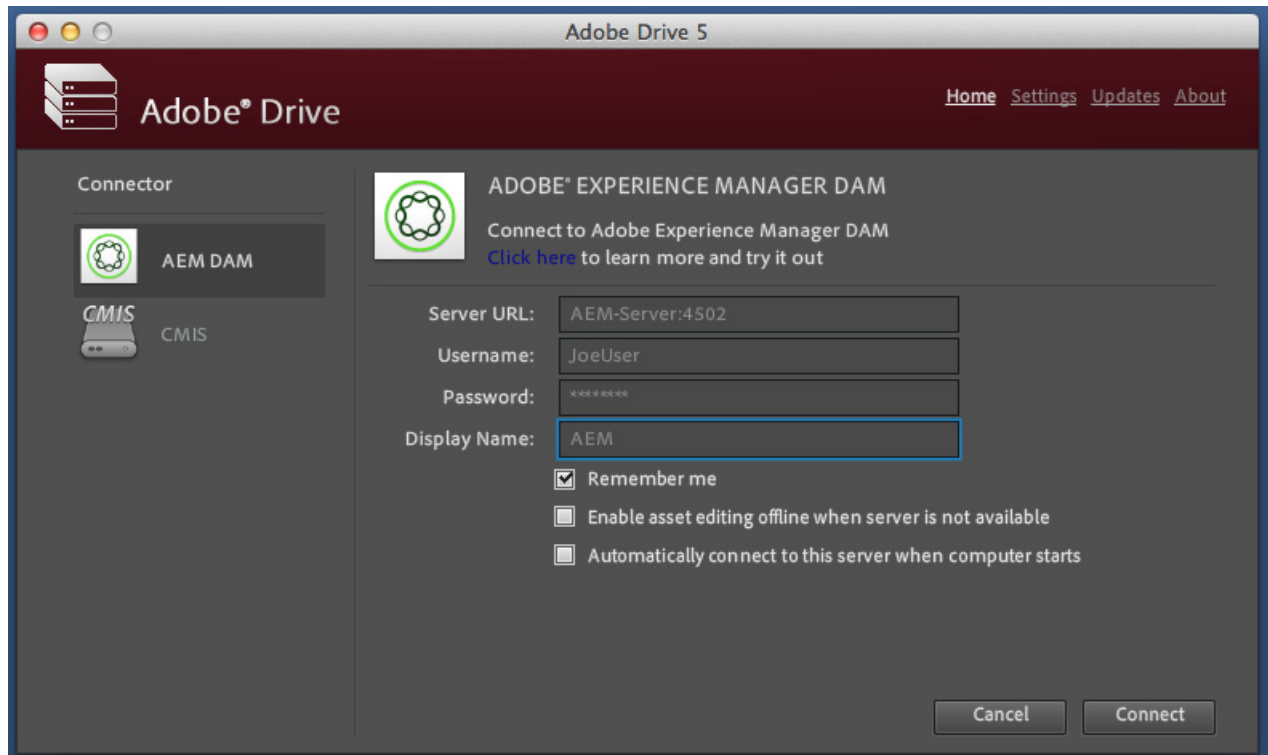 Adobe Drive 5
Adobe® Drive
Home Settings Updates About
Connector
AEM DAM
CMIS
CMIS
ADOBE® EXPERIENCE MANAGER DAM
Connect to Adobe Experience Manager DAM
Click here to learn more and try it out
Server URL: AEM-Server:4502
Username: JoeUser
Password: ********
Display Name: AEM
Remember me
Enable asset editing offline when server is not available
Automatically connect to this server when computer starts
Cancel Connect